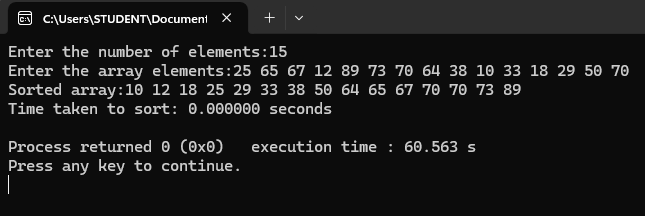 C:\Users\STUDENT\Document
Enter the number of elements:15
Enter the array elements:25 65 67 12 89 73 70 64 38 10 33 18 29 50 70
Sorted array:10 12 18 25 29 33 38 50 64 65 67 70 70 73 89
Time taken to sort: 0.000000 seconds
Process returned 0 (0x0)   execution time : 60.563 s
Press any key to continue.